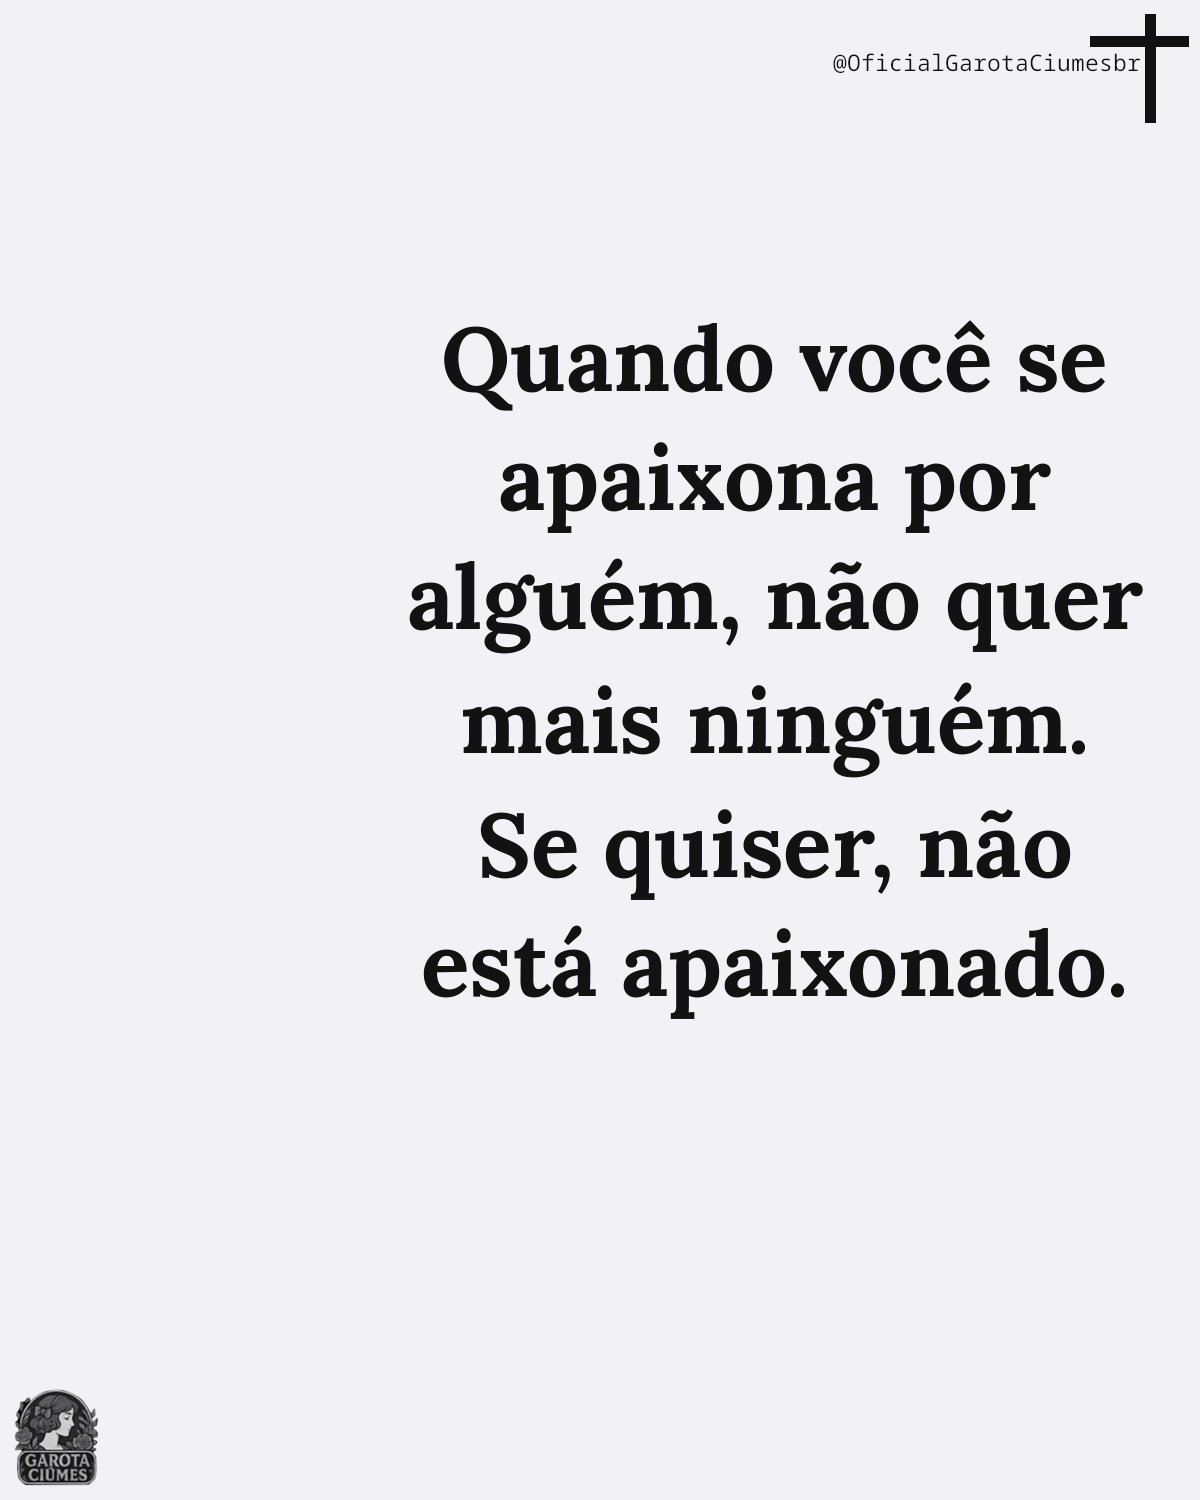 @OficialGarotaCiumesbr
Quando você se
apaixona por
alguém, não quer
mais ninguém.
Se quiser, não
está apaixonado.
GAROTA
CIÚMES